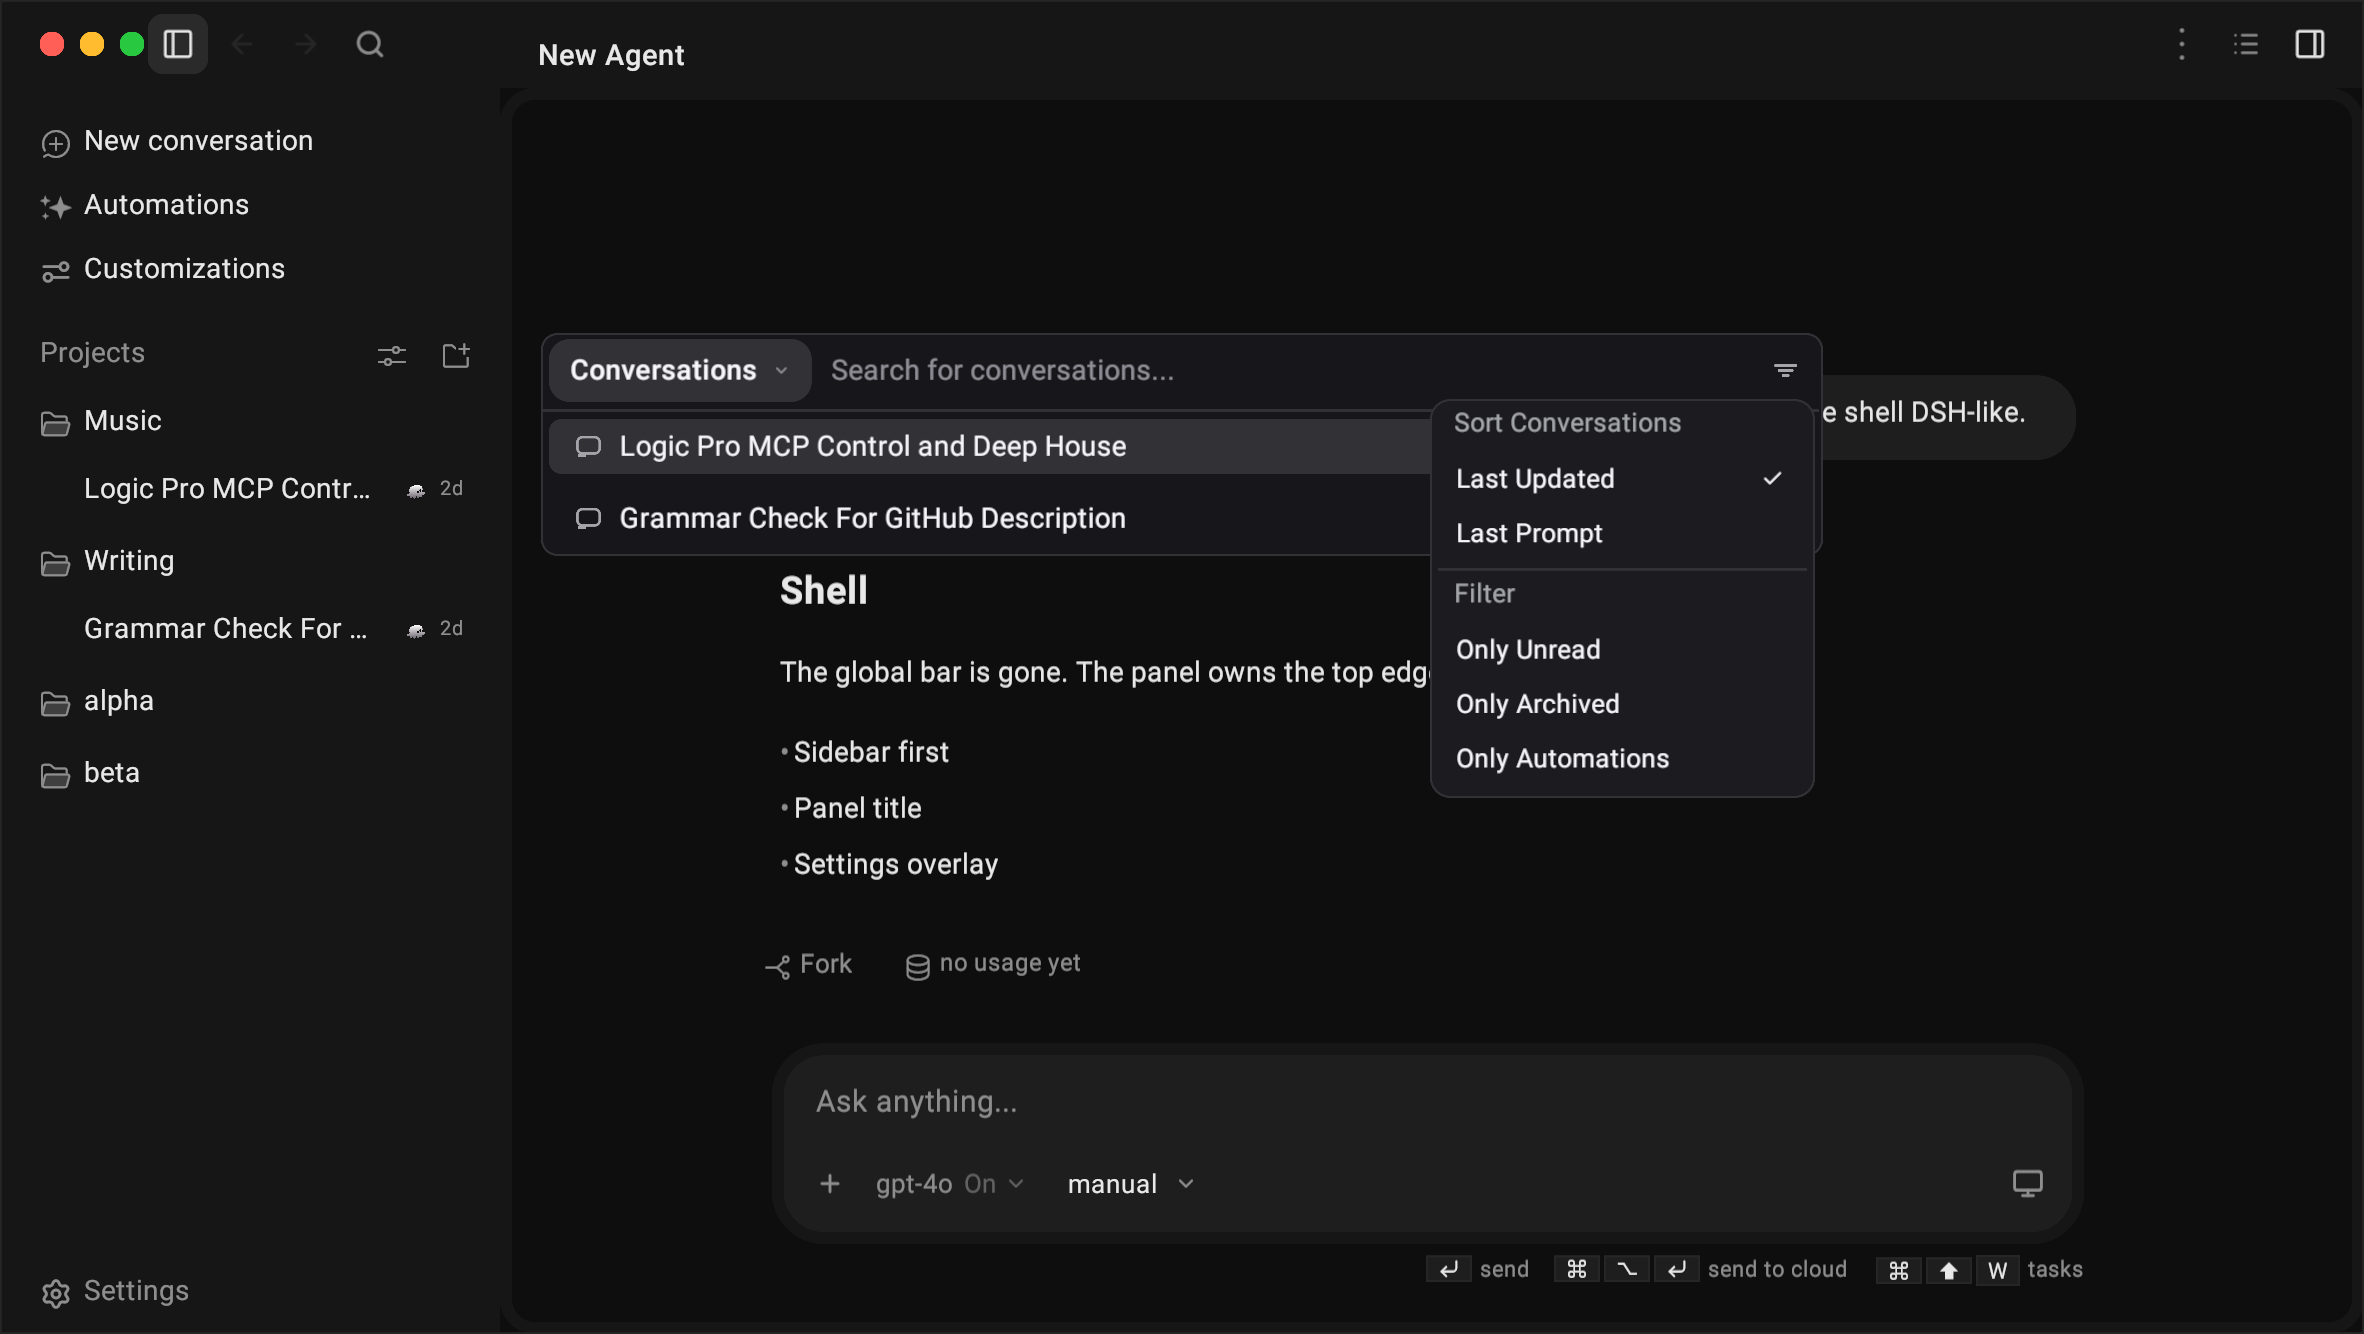 New Agent
New conversation
Automations
Customizations
Projects
Music
Logic Pro MCP Contr...
2d
Writing
Grammar Check For ...
2d
alpha
beta
Settings
Conversations
Search for conversations...
Logic Pro MCP Control and Deep House
Grammar Check For GitHub Description
Sort Conversations
Last Updated
Last Prompt
Filter
Only Unread
Only Archived
Only Automations
e shell DSH-like.
Shell
The global bar is gone. The panel owns the top edg
• Sidebar first
• Panel title
• Settings overlay
Fork
no usage yet
Ask anything...
gpt-4o On
manual
send
send to cloud
W tasks